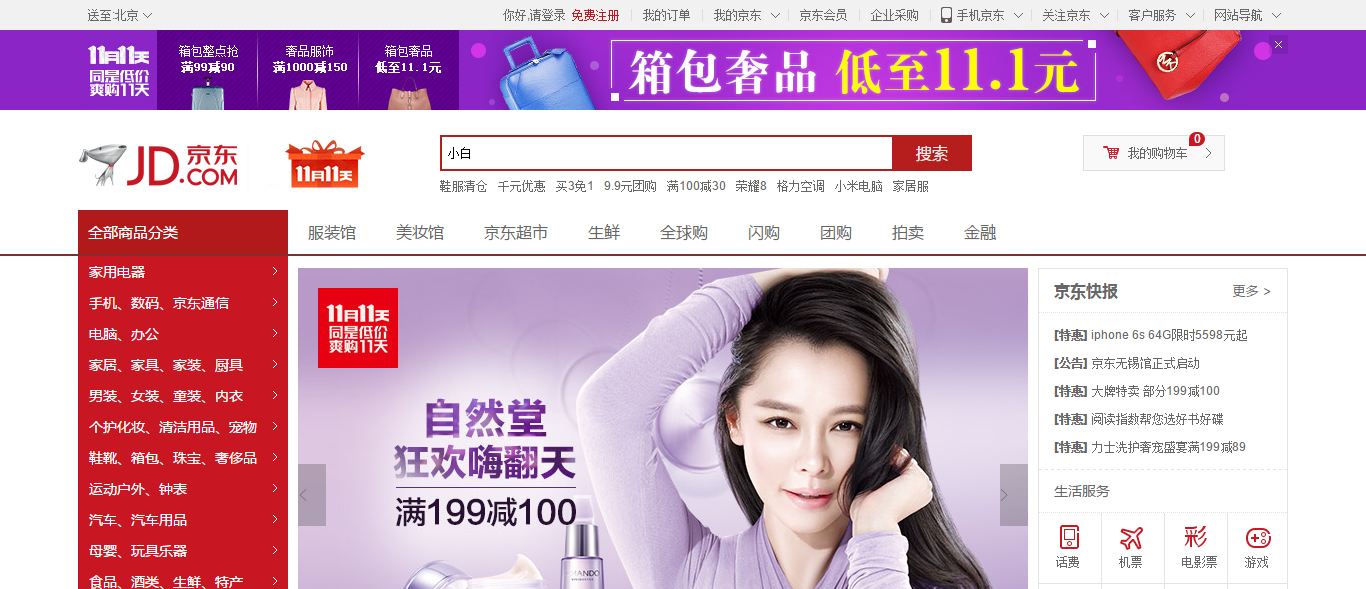 送至:北京
你好,请登录 免费注册 我的订单 我的京东 京东会员 企业采购 手机京东 关注京东 客户服务 网站导航
11月11天
同是低价
爽购11天
箱包整点抢
满99减90
奢品服饰
满1000减150
箱包奢品
低至11.1元
箱包奢品 低至11.1元
JD.COM 京东
11月11天
小白
搜索
我的购物车 0
鞋服清仓 千元优惠 买3免1 9.9元团购 满100减30 荣耀8 格力空调 小米电脑 家居服
全部商品分类
服装馆 美妆馆 京东超市 生鲜 全球购 闪购 团购 拍卖 金融
家用电器 >
手机、数码、京东通信 >
电脑、办公 >
家居、家具、家装、厨具 >
男装、女装、童装、内衣 >
个护化妆、清洁用品、宠物 >
鞋靴、箱包、珠宝、奢侈品 >
运动户外、钟表 >
汽车、汽车用品 >
母婴、玩具乐器 >
食品、酒类、生鲜、特产 >
11月11天
同是低价
爽购11天
自然堂
狂欢嗨翻天
满199减100
京东快报 更多 >
[特惠] iphone 6s 64G限时5598元起
[公告] 京东无锡馆正式启动
[特惠] 大牌特卖 部分199减100
[特惠] 阅读指数帮您选好书好碟
[特惠] 力士洗护奢宠盛宴满199减89
生活服务
话费 机票 电影票 游戏